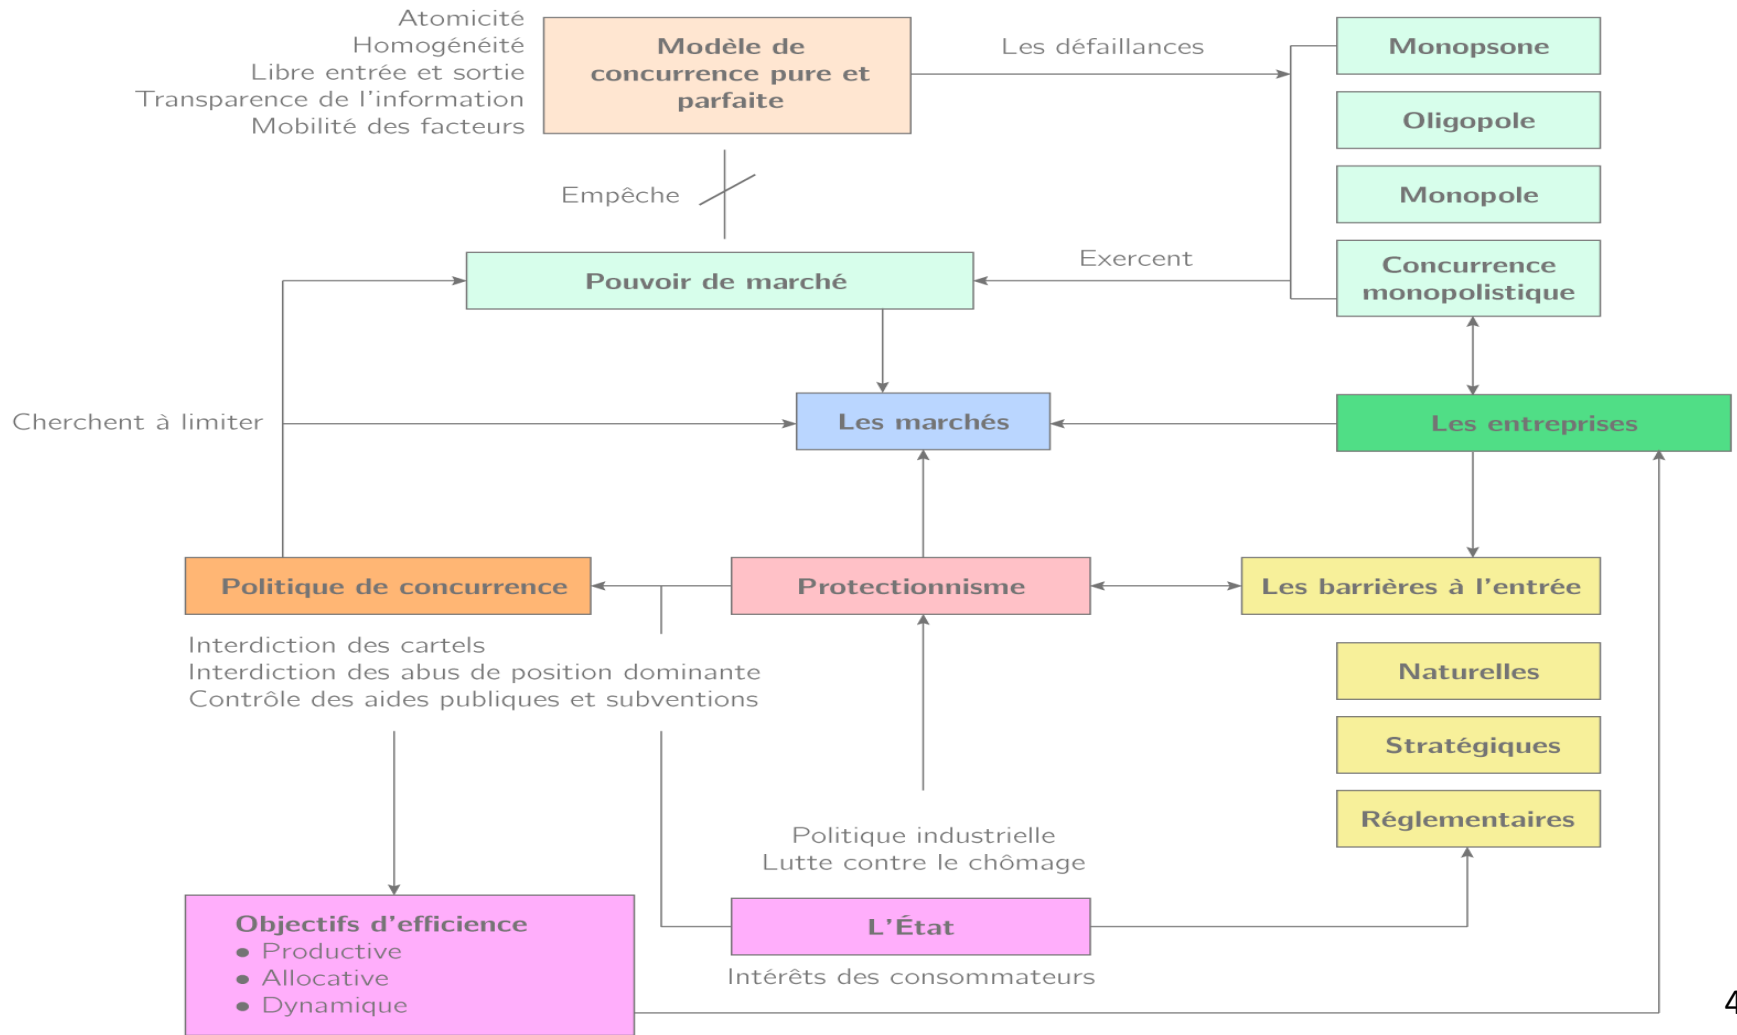 Atomicité
Homogénéité
Libre entrée et sortie
Transparence de l'information
Mobilité des facteurs
Modèle de
concurrence pure et
parfaite
Les défaillances
Monopsone
Oligopole
Monopole
Concurrence
monopolistique
Empêche
Exercent
Pouvoir de marché
Cherchent à limiter
Les marchés
Les entreprises
Politique de concurrence
Protectionnisme
Les barrières à l'entrée
Interdiction des cartels
Interdiction des abus de position dominante
Contrôle des aides publiques et subventions
Naturelles
Stratégiques
Réglementaires
Politique industrielle
Lutte contre le chômage
Objectifs d'efficience
• Productive
• Allocative
• Dynamique
L'État
Intérêts des consommateurs
4